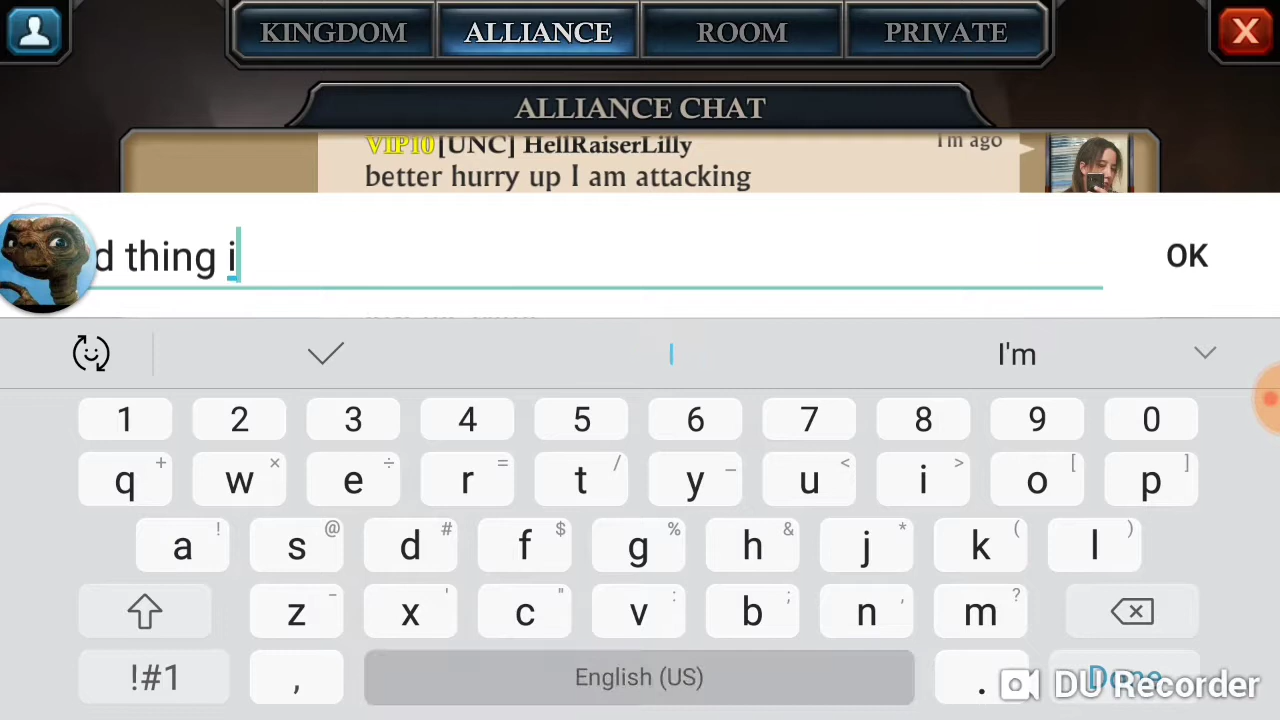 KINGDOM
ALLIANCE
ROOM
PRIVATE
X
ALLIANCE CHAT
VIP10[UNC] HellRaiserLilly
1m ago
better hurry up I am attacking
d thing i
OK
I
I'm
1 2 3 4 5 6 7 8 9 0
q + w × e ÷ r = t / y _ u < i > o [ p ]
a ! s @ d # f $ g % h & j * k ( l )
z - x ' c " v : b ; n , m ?
!#1 , English (US) . Done
DU Recorder